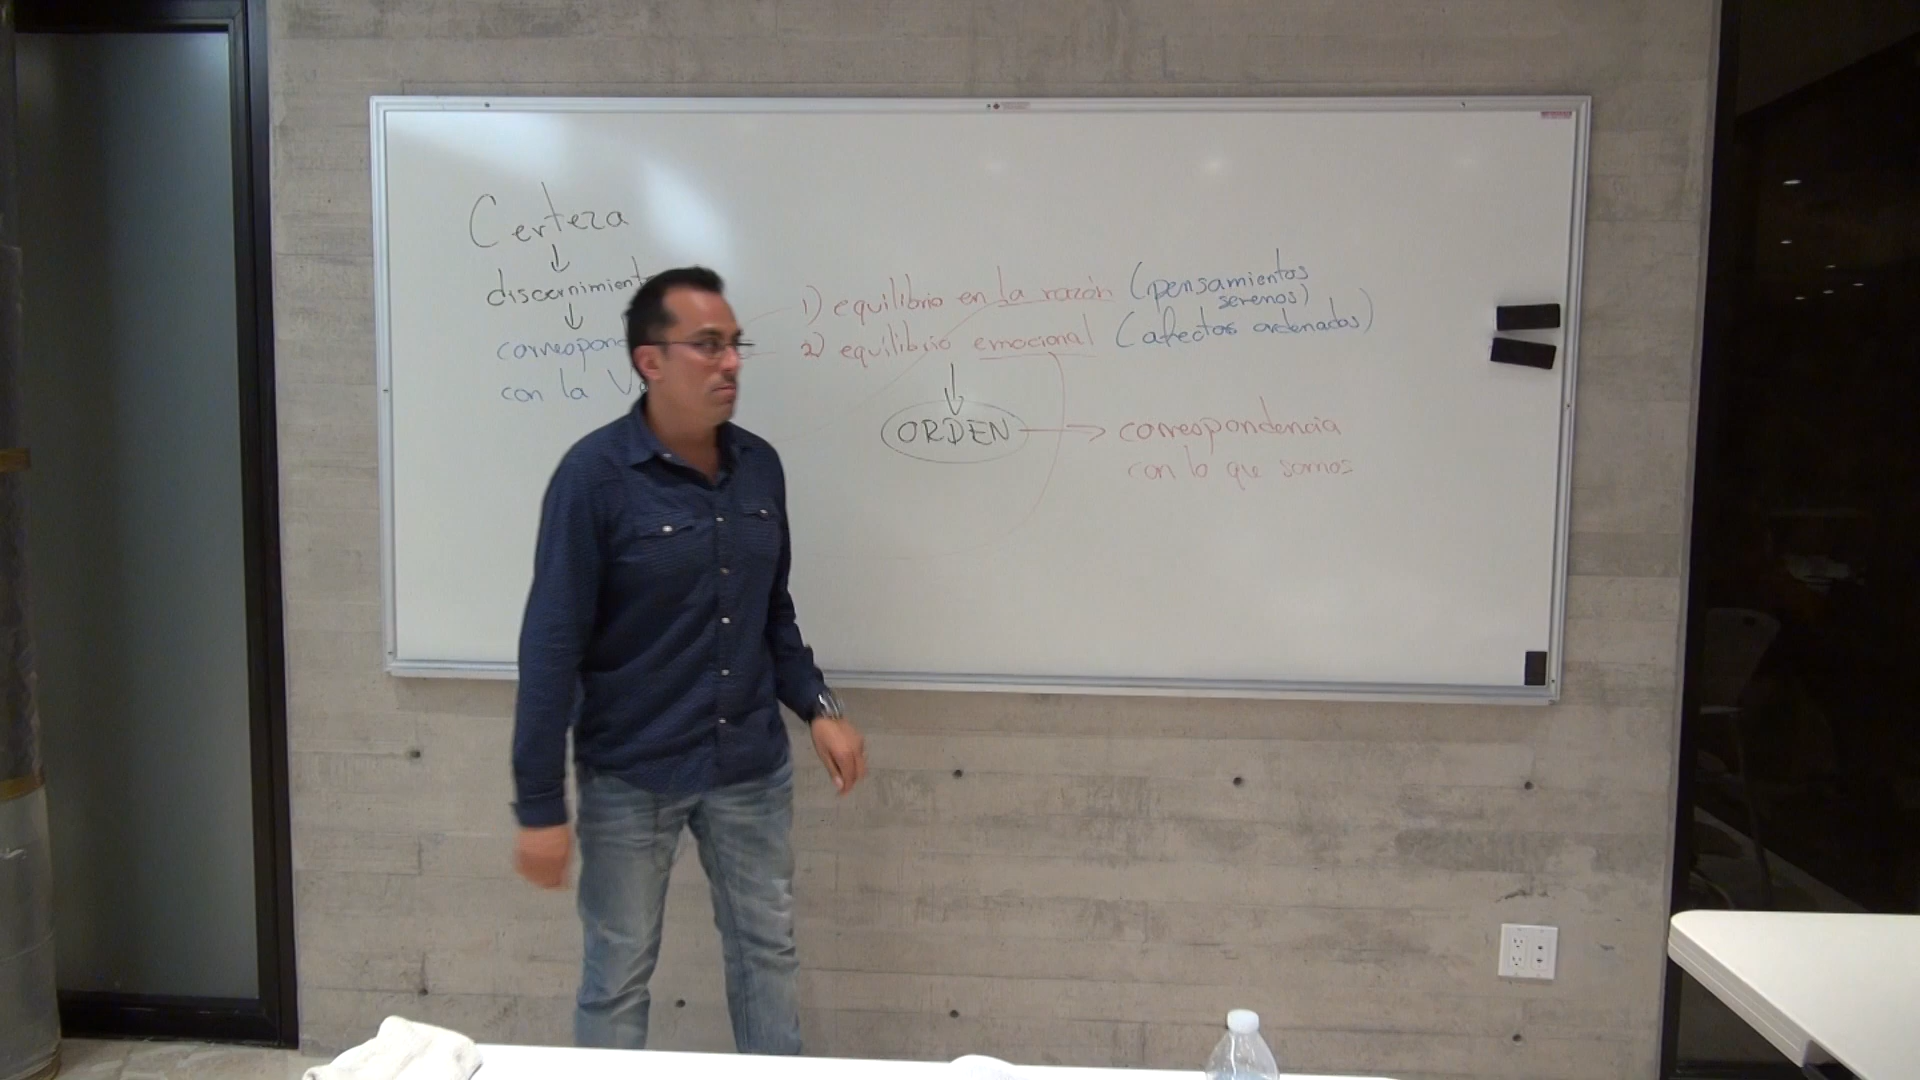 Certeza
discernimient
correspond
con la V
1) equilibrio en la razón (pensamientos
serenos)
2) equilibrio emocional (afectos ordenados)
ORDEN
correspondencia
con lo que somos